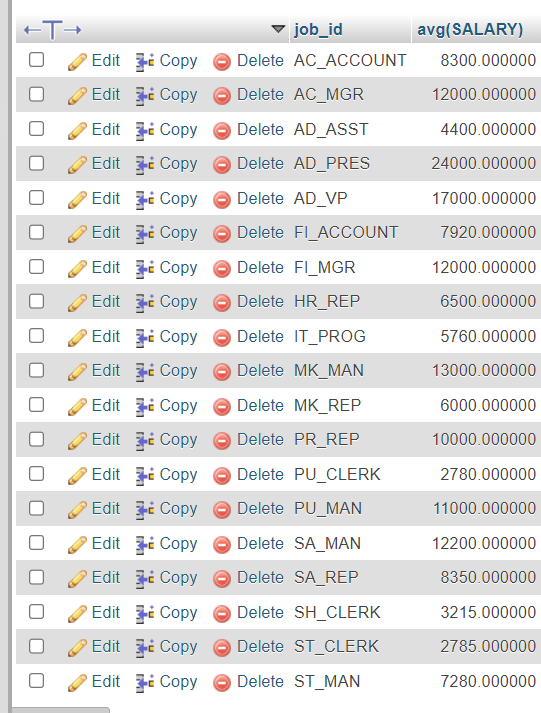 job_id avg(SALARY)
Edit Copy Delete AC_ACCOUNT 8300.000000
Edit Copy Delete AC_MGR 12000.000000
Edit Copy Delete AD_ASST 4400.000000
Edit Copy Delete AD_PRES 24000.000000
Edit Copy Delete AD_VP 17000.000000
Edit Copy Delete FI_ACCOUNT 7920.000000
Edit Copy Delete FI_MGR 12000.000000
Edit Copy Delete HR_REP 6500.000000
Edit Copy Delete IT_PROG 5760.000000
Edit Copy Delete MK_MAN 13000.000000
Edit Copy Delete MK_REP 6000.000000
Edit Copy Delete PR_REP 10000.000000
Edit Copy Delete PU_CLERK 2780.000000
Edit Copy Delete PU_MAN 11000.000000
Edit Copy Delete SA_MAN 12200.000000
Edit Copy Delete SA_REP 8350.000000
Edit Copy Delete SH_CLERK 3215.000000
Edit Copy Delete ST_CLERK 2785.000000
Edit Copy Delete ST_MAN 7280.000000